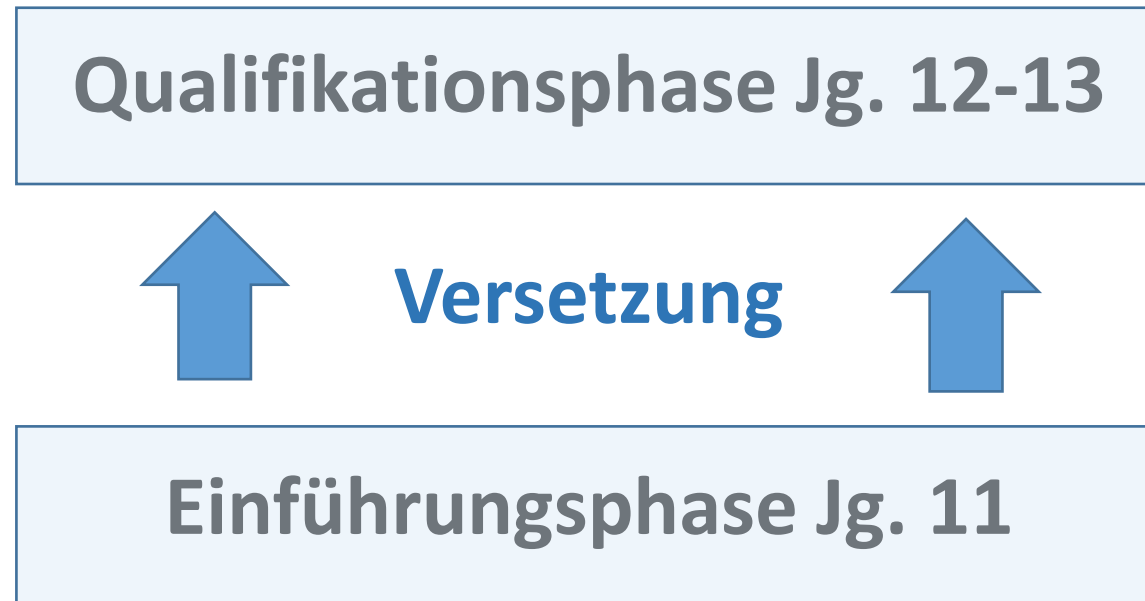 Qualifikationsphase Jg. 12-13
Versetzung
Einführungsphase Jg. 11